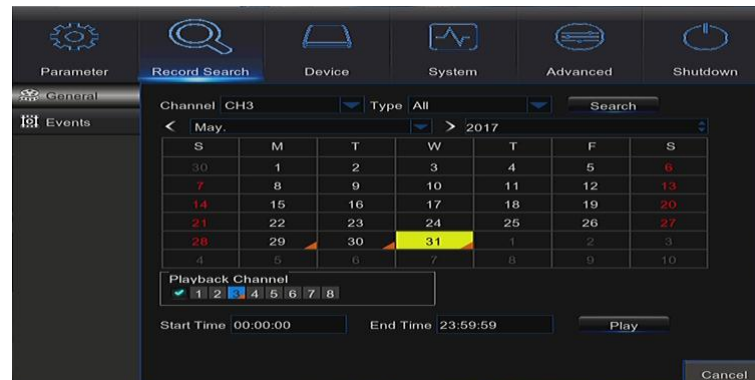 Parameter Record Search Device System Advanced Shutdown
General
Events
Channel CH3 Type All Search
< May. > 2017
S M T W T F S
30 1 2 3 4 5 6
7 8 9 10 11 12 13
14 15 16 17 18 19 20
21 22 23 24 25 26 27
28 29 30 31 1 2 3
4 5 6 7 8 9 10
Playback Channel
1 2 3 4 5 6 7 8
Start Time 00:00:00 End Time 23:59:59 Play
Cancel